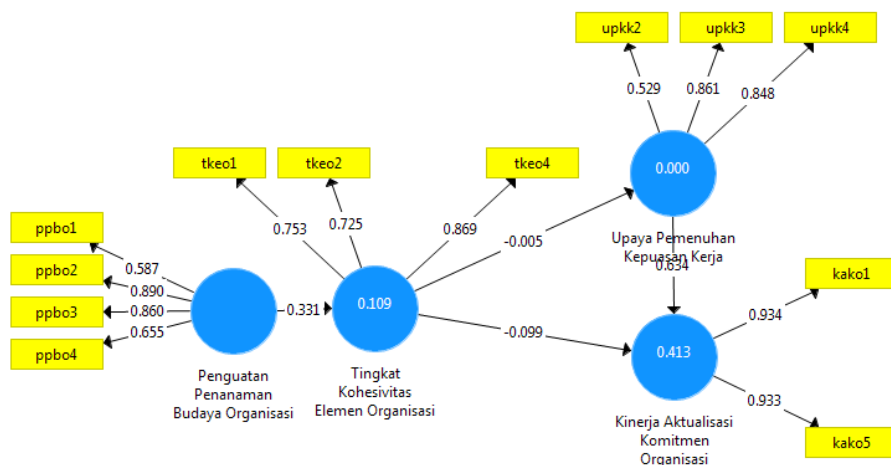 upkk2
upkk3
upkk4
0.529
0.861
0.848
tkeo1
tkeo2
tkeo4
0.000
0.753
0.725
0.869
-0.005
Upaya Pemenuhan
Kepuasan Kerja
0.634
ppbo1
ppbo2
ppbo3
ppbo4
0.587
0.890
0.860
0.655
0.331
0.109
-0.099
kako1
0.934
0.413
0.933
kako5
Penguatan
Penanaman
Budaya Organisasi
Tingkat
Kohesivitas
Elemen Organisasi
Kinerja Aktualisasi
Komitmen
Organisasi